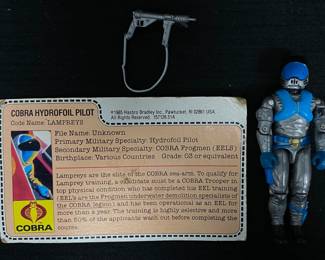 COBRA HYDROFOIL PILOT
Code Name: LAMPREYS
©1985 Hasbro Bradley Inc., Pawtucket, RI 02861 USA
All Rights Reserved.
File Name: Unknown
Primary Military Specialty: Hydrofoil Pilot
Secondary Military Specialty: COBRA Frogmen (EELS)
Birthplace: Various Countries Grade: or equivalent
Lampreys are the elite of the COBRA sea-arm. To qualify for
Lamprey training, a candidate must be a COBRA Trooper in
top physical condition who has completed his EEL training
(EELs are the Frogmen underwater demolition specialists of
the COBRA legion) and has been operational as an EEL for
more than a year. The training is highly selective and more
than 50% of the applicants wash out before completing the
course.
COBRA